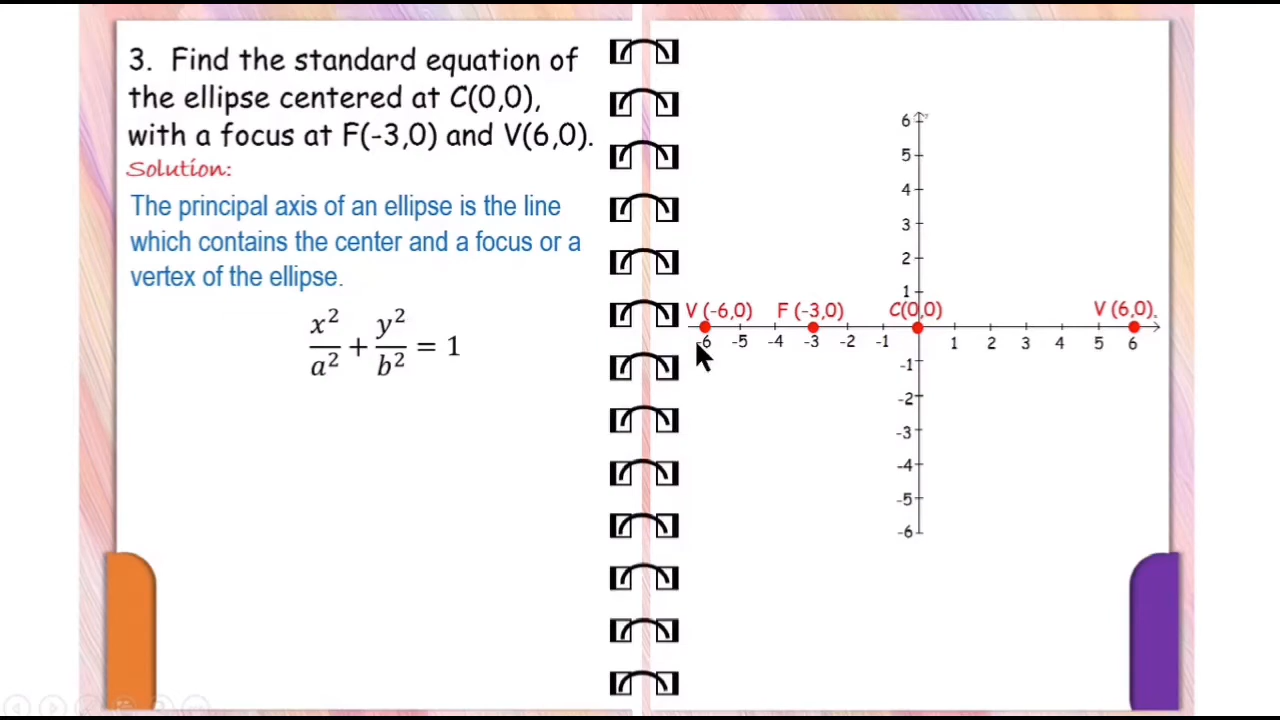 3. Find the standard equation of
the ellipse centered at C(0,0),
with a focus at F(-3,0) and V(6,0).
Solution:
The principal axis of an ellipse is the line
which contains the center and a focus or a
vertex of the ellipse.
x²/a² + y²/b² = 1
6
5
4
3
2
1
V (-6,0) F (-3,0) C(0,0) V (6,0).
-6 -5 -4 -3 -2 -1 1 2 3 4 5 6
-1
-2
-3
-4
-5
-6